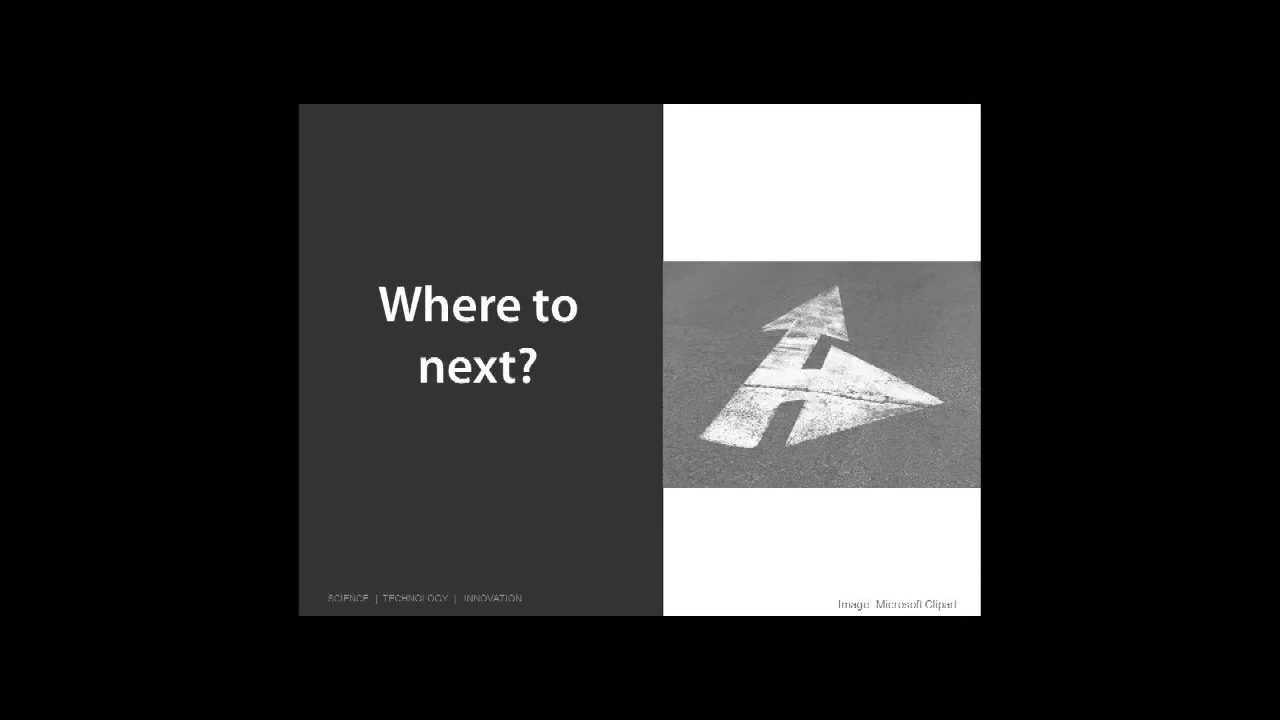 Where to
next?
SCIENCE | TECHNOLOGY | INNOVATION
Image: Microsoft Clipart